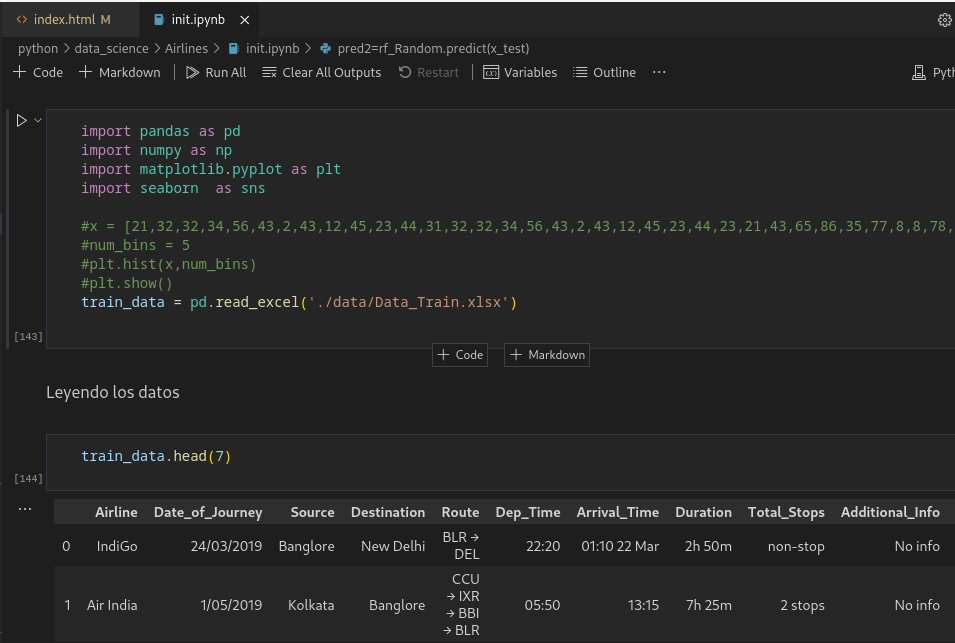 index.html M
init.ipynb
python > data_science > Airlines > init.ipynb > pred2=rf_Random.predict(x_test)
+ Code + Markdown Run All Clear All Outputs Restart Variables Outline ... Pyth
import pandas as pd
import numpy as np
import matplotlib.pyplot as plt
import seaborn  as sns
#x = [21,32,32,34,56,43,2,43,12,45,23,44,31,32,32,34,56,43,2,43,12,45,23,44,23,21,43,65,86,35,77,8,8,78,
#num_bins = 5
#plt.hist(x,num_bins)
#plt.show()
train_data = pd.read_excel('./data/Data_Train.xlsx')
[143]
+ Code + Markdown
Leyendo los datos
train_data.head(7)
[144]
...
Airline Date_of_Journey Source Destination Route Dep_Time Arrival_Time Duration Total_Stops Additional_Info
0 IndiGo 24/03/2019 Banglore New Delhi BLR → DEL 22:20 01:10 22 Mar 2h 50m non-stop No info
1 Air India 1/05/2019 Kolkata Banglore CCU → IXR → BBI → BLR 05:50 13:15 7h 25m 2 stops No info